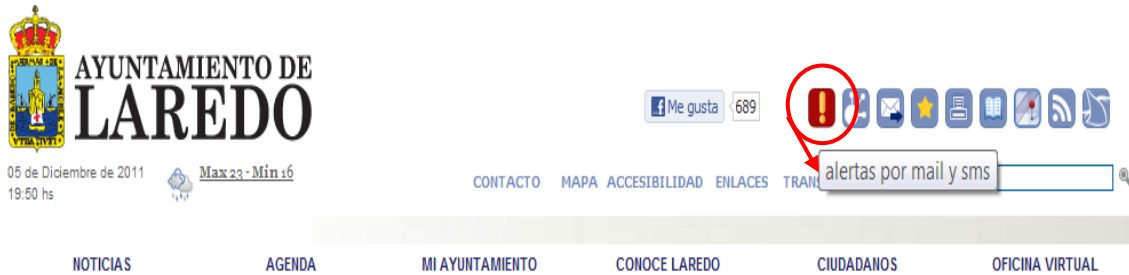 AYUNTAMIENTO DE
LAREDO
Me gusta 689
05 de Diciembre de 2011
19:50 hs
Max 23 - Min 16
CONTACTO MAPA ACCESIBILIDAD ENLACES TRANS
alertas por mail y sms
NOTICIAS AGENDA MI AYUNTAMIENTO CONOCE LAREDO CIUDADANOS OFICINA VIRTUAL